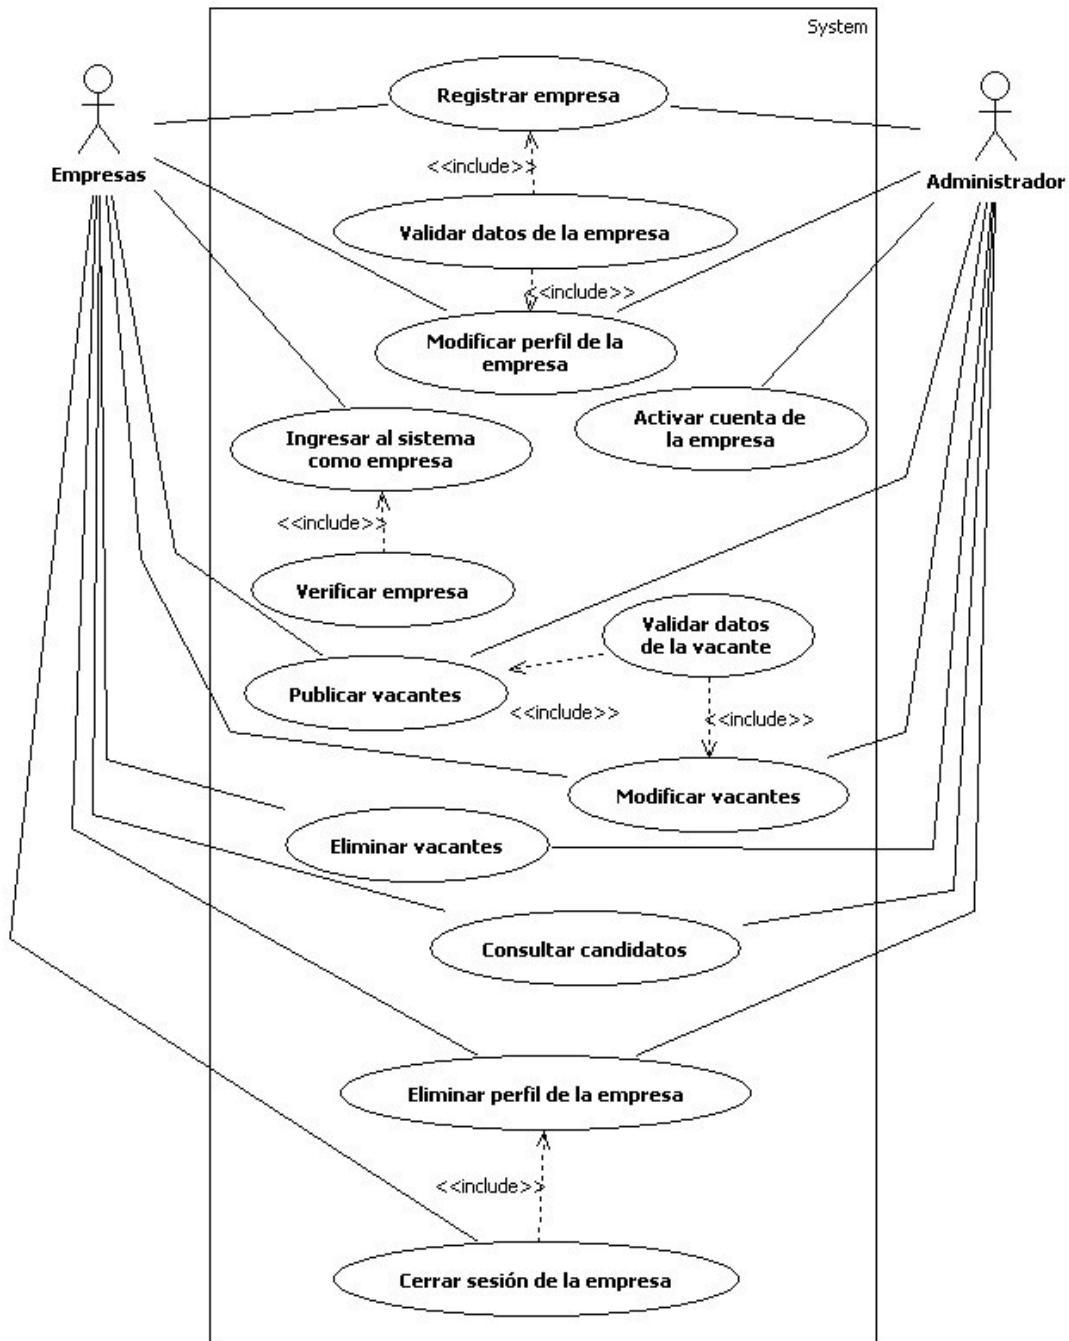 System
Registrar empresa
Empresas
Administrador
<<include>>
Validar datos de la empresa
<<include>>
Modificar perfil de la
empresa
Activar cuenta de
la empresa
Ingresar al sistema
como empresa
<<include>>
Verificar empresa
Validar datos
de la vacante
Publicar vacantes
<<include>>
<<include>>
Modificar vacantes
Eliminar vacantes
Consultar candidatos
Eliminar perfil de la empresa
<<include>>
Cerrar sesión de la empresa